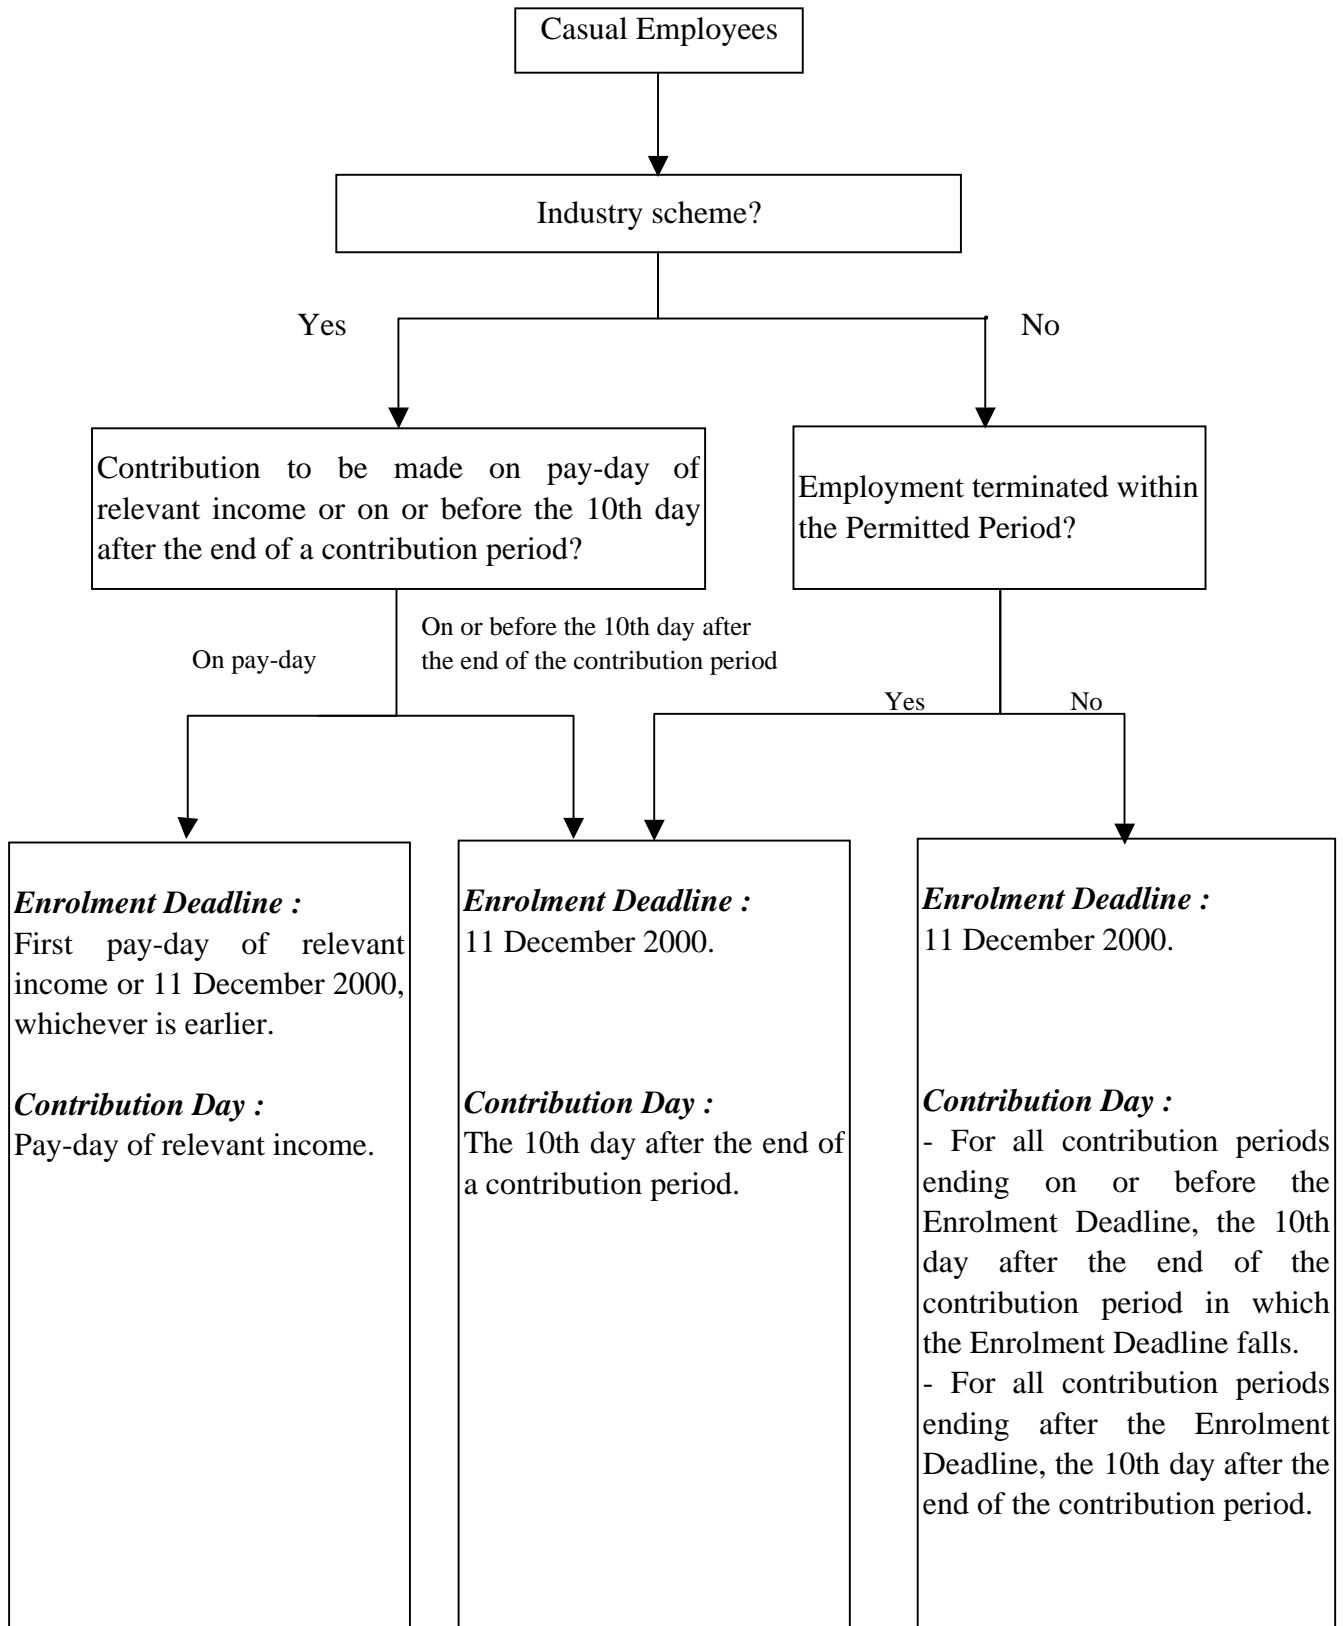 Casual Employees
Industry scheme?
Yes
No
Contribution to be made on pay-day of
relevant income or on or before the 10th day
after the end of a contribution period?
Employment terminated within
the Permitted Period?
On pay-day
On or before the 10th day after
the end of the contribution period
Yes
No
Enrolment Deadline :
First pay-day of relevant
income or 11 December 2000,
whichever is earlier.
Contribution Day :
Pay-day of relevant income.
Enrolment Deadline :
11 December 2000.
Contribution Day :
The 10th day after the end of
a contribution period.
Enrolment Deadline :
11 December 2000.
Contribution Day :
- For all contribution periods
ending on or before the
Enrolment Deadline, the 10th
day after the end of the
contribution period in which
the Enrolment Deadline falls.
- For all contribution periods
ending after the Enrolment
Deadline, the 10th day after the
end of the contribution period.